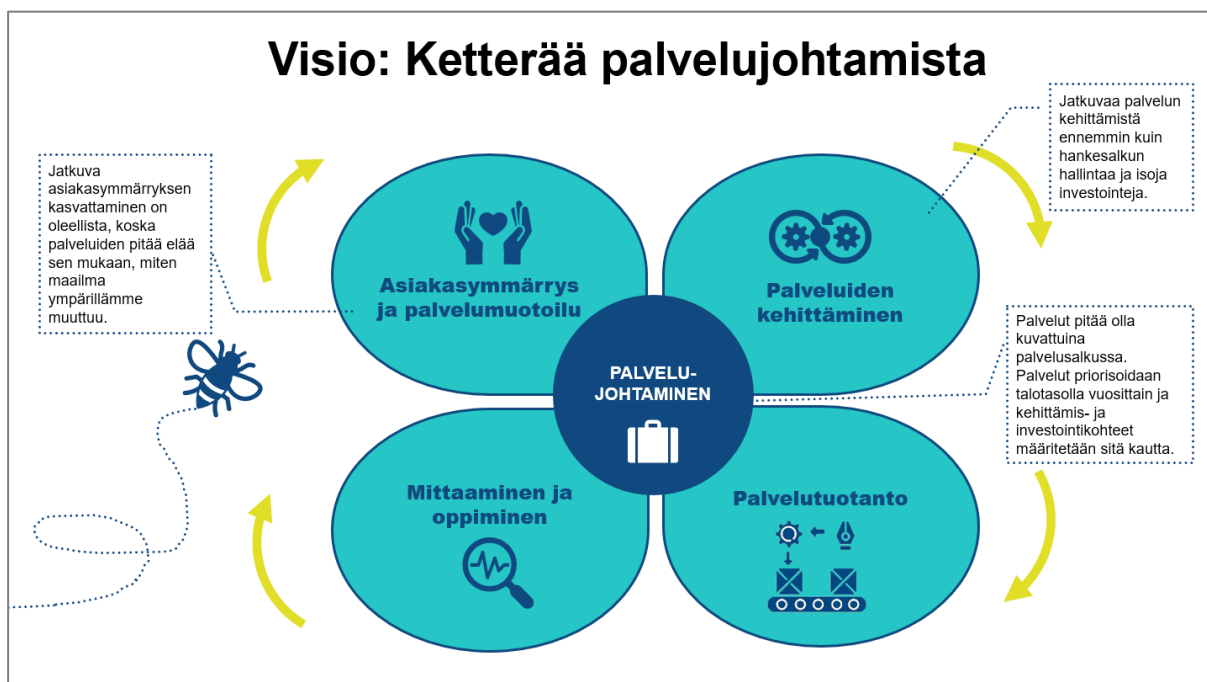 Visio: Ketterää palvelujohtamista
Jatkuvaa palvelun
kehittämistä
ennemmin kuin
hankesalkun
hallintaa ja isoja
investointeja.
Jatkuva
asiakasymmärryksen
kasvattaminen on
oleellista, koska
palveluiden pitää elää
sen mukaan, miten
maailma
ympärillämme
muuttuu.
Asiakasymmärrys
ja palvelumuotoilu
Palveluiden
kehittäminen
Palvelut pitää olla
kuvattuina
palvelusalkussa.
Palvelut priorisoidaan
talotasolla vuosittain ja
kehittämis- ja
investointikohteet
määritetään sitä kautta.
PALVELU-
JOHTAMINEN
Mittaaminen ja
oppiminen
Palvelutuotanto